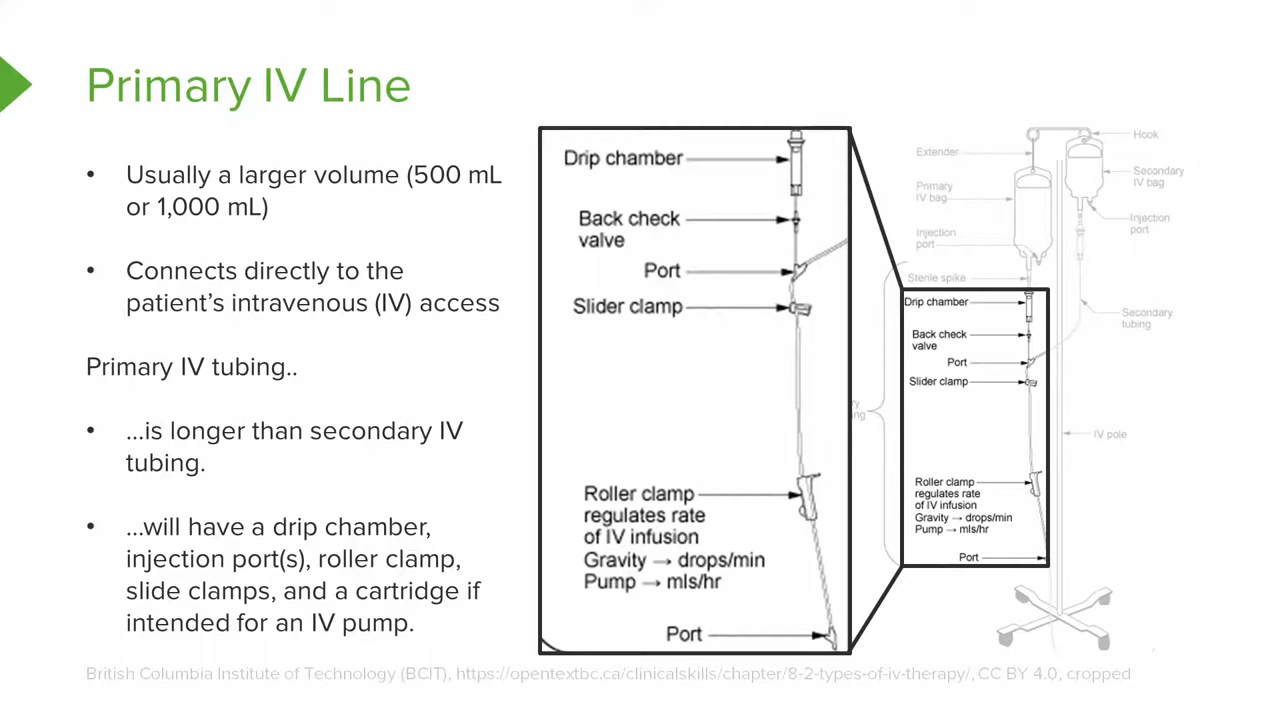 Primary IV Line
• Usually a larger volume (500 mL
or 1,000 mL)
• Connects directly to the
patient’s intravenous (IV) access
Primary IV tubing..
• ...is longer than secondary IV
tubing.
• ...will have a drip chamber,
injection port(s), roller clamp,
slide clamps, and a cartridge if
intended for an IV pump.
Drip chamber
Back check
valve
Port
Slider clamp
Roller clamp
regulates rate
of IV infusion
Gravity → drops/min
Pump → mls/hr
Port
Hook
Extender
Secondary
IV bag
Primary
IV bag
Injection
port
Injection
port
Sterile spike
Drip chamber
Secondary
tubing
Back check
valve
Port
Slider clamp
IV pole
Roller clamp
regulates rate
of IV infusion
Gravity → drops/min
Pump → mls/hr
Port
British Columbia Institute of Technology (BCIT), https://opentextbc.ca/clinicalskills/chapter/8-2-types-of-iv-therapy/, CC BY 4.0, cropped